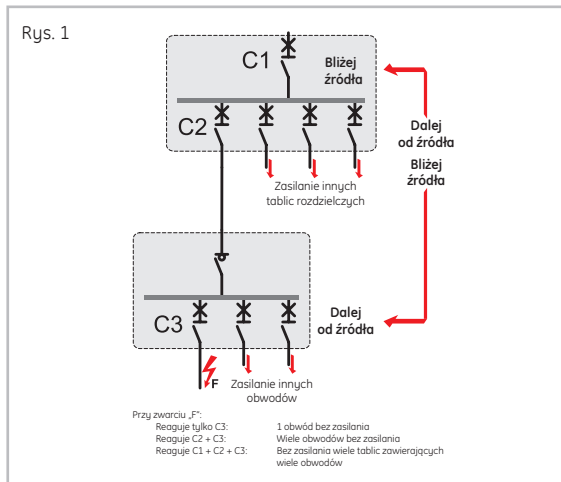 Rys. 1
C1
Bliżej
źródła
C2
Dalej
od źródła
Bliżej
źródła
Zasilanie innych
tablic rozdzielczych
C3
Dalej
od źródła
F
Zasilanie innych
obwodów
Przy zwarciu „F":
Reaguje tylko C3: 1 obwód bez zasilania
Reaguje C2 + C3: Wiele obwodów bez zasilania
Reaguje C1 + C2 + C3: Bez zasilania wiele tablic zawierających
wiele obwodów